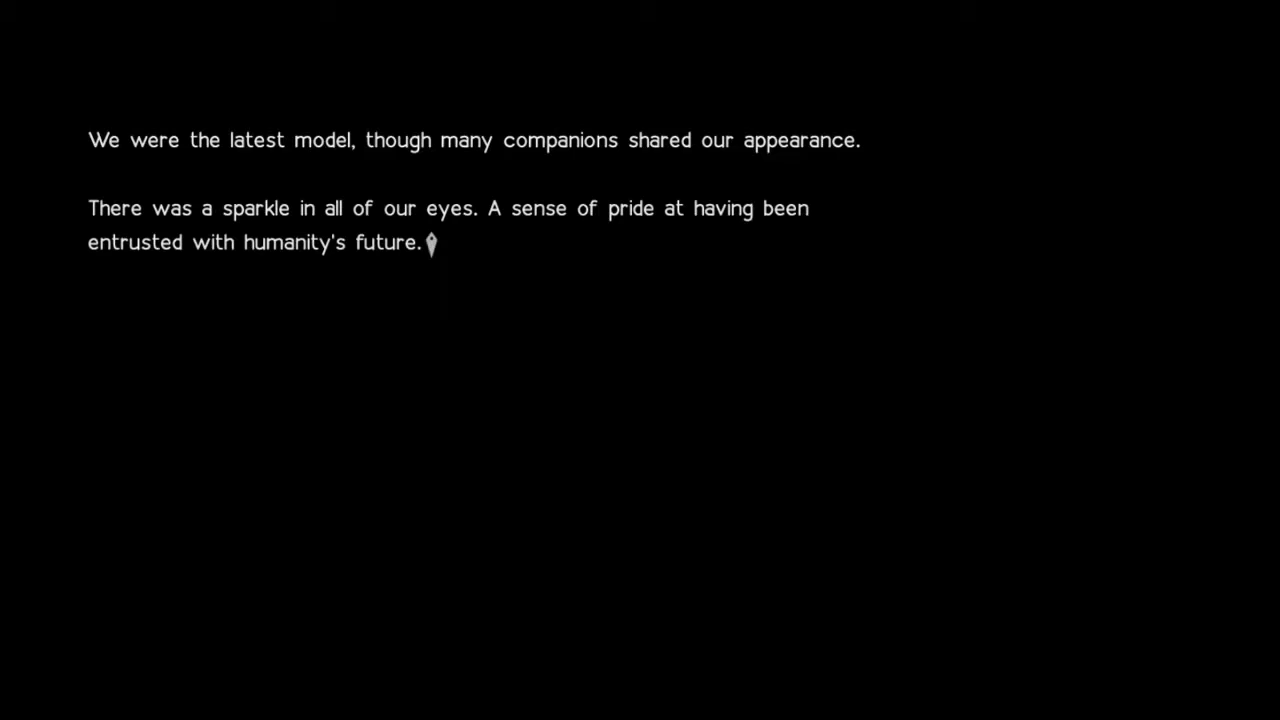 We were the latest model, though many companions shared our appearance.
There was a sparkle in all of our eyes. A sense of pride at having been
entrusted with humanity's future.